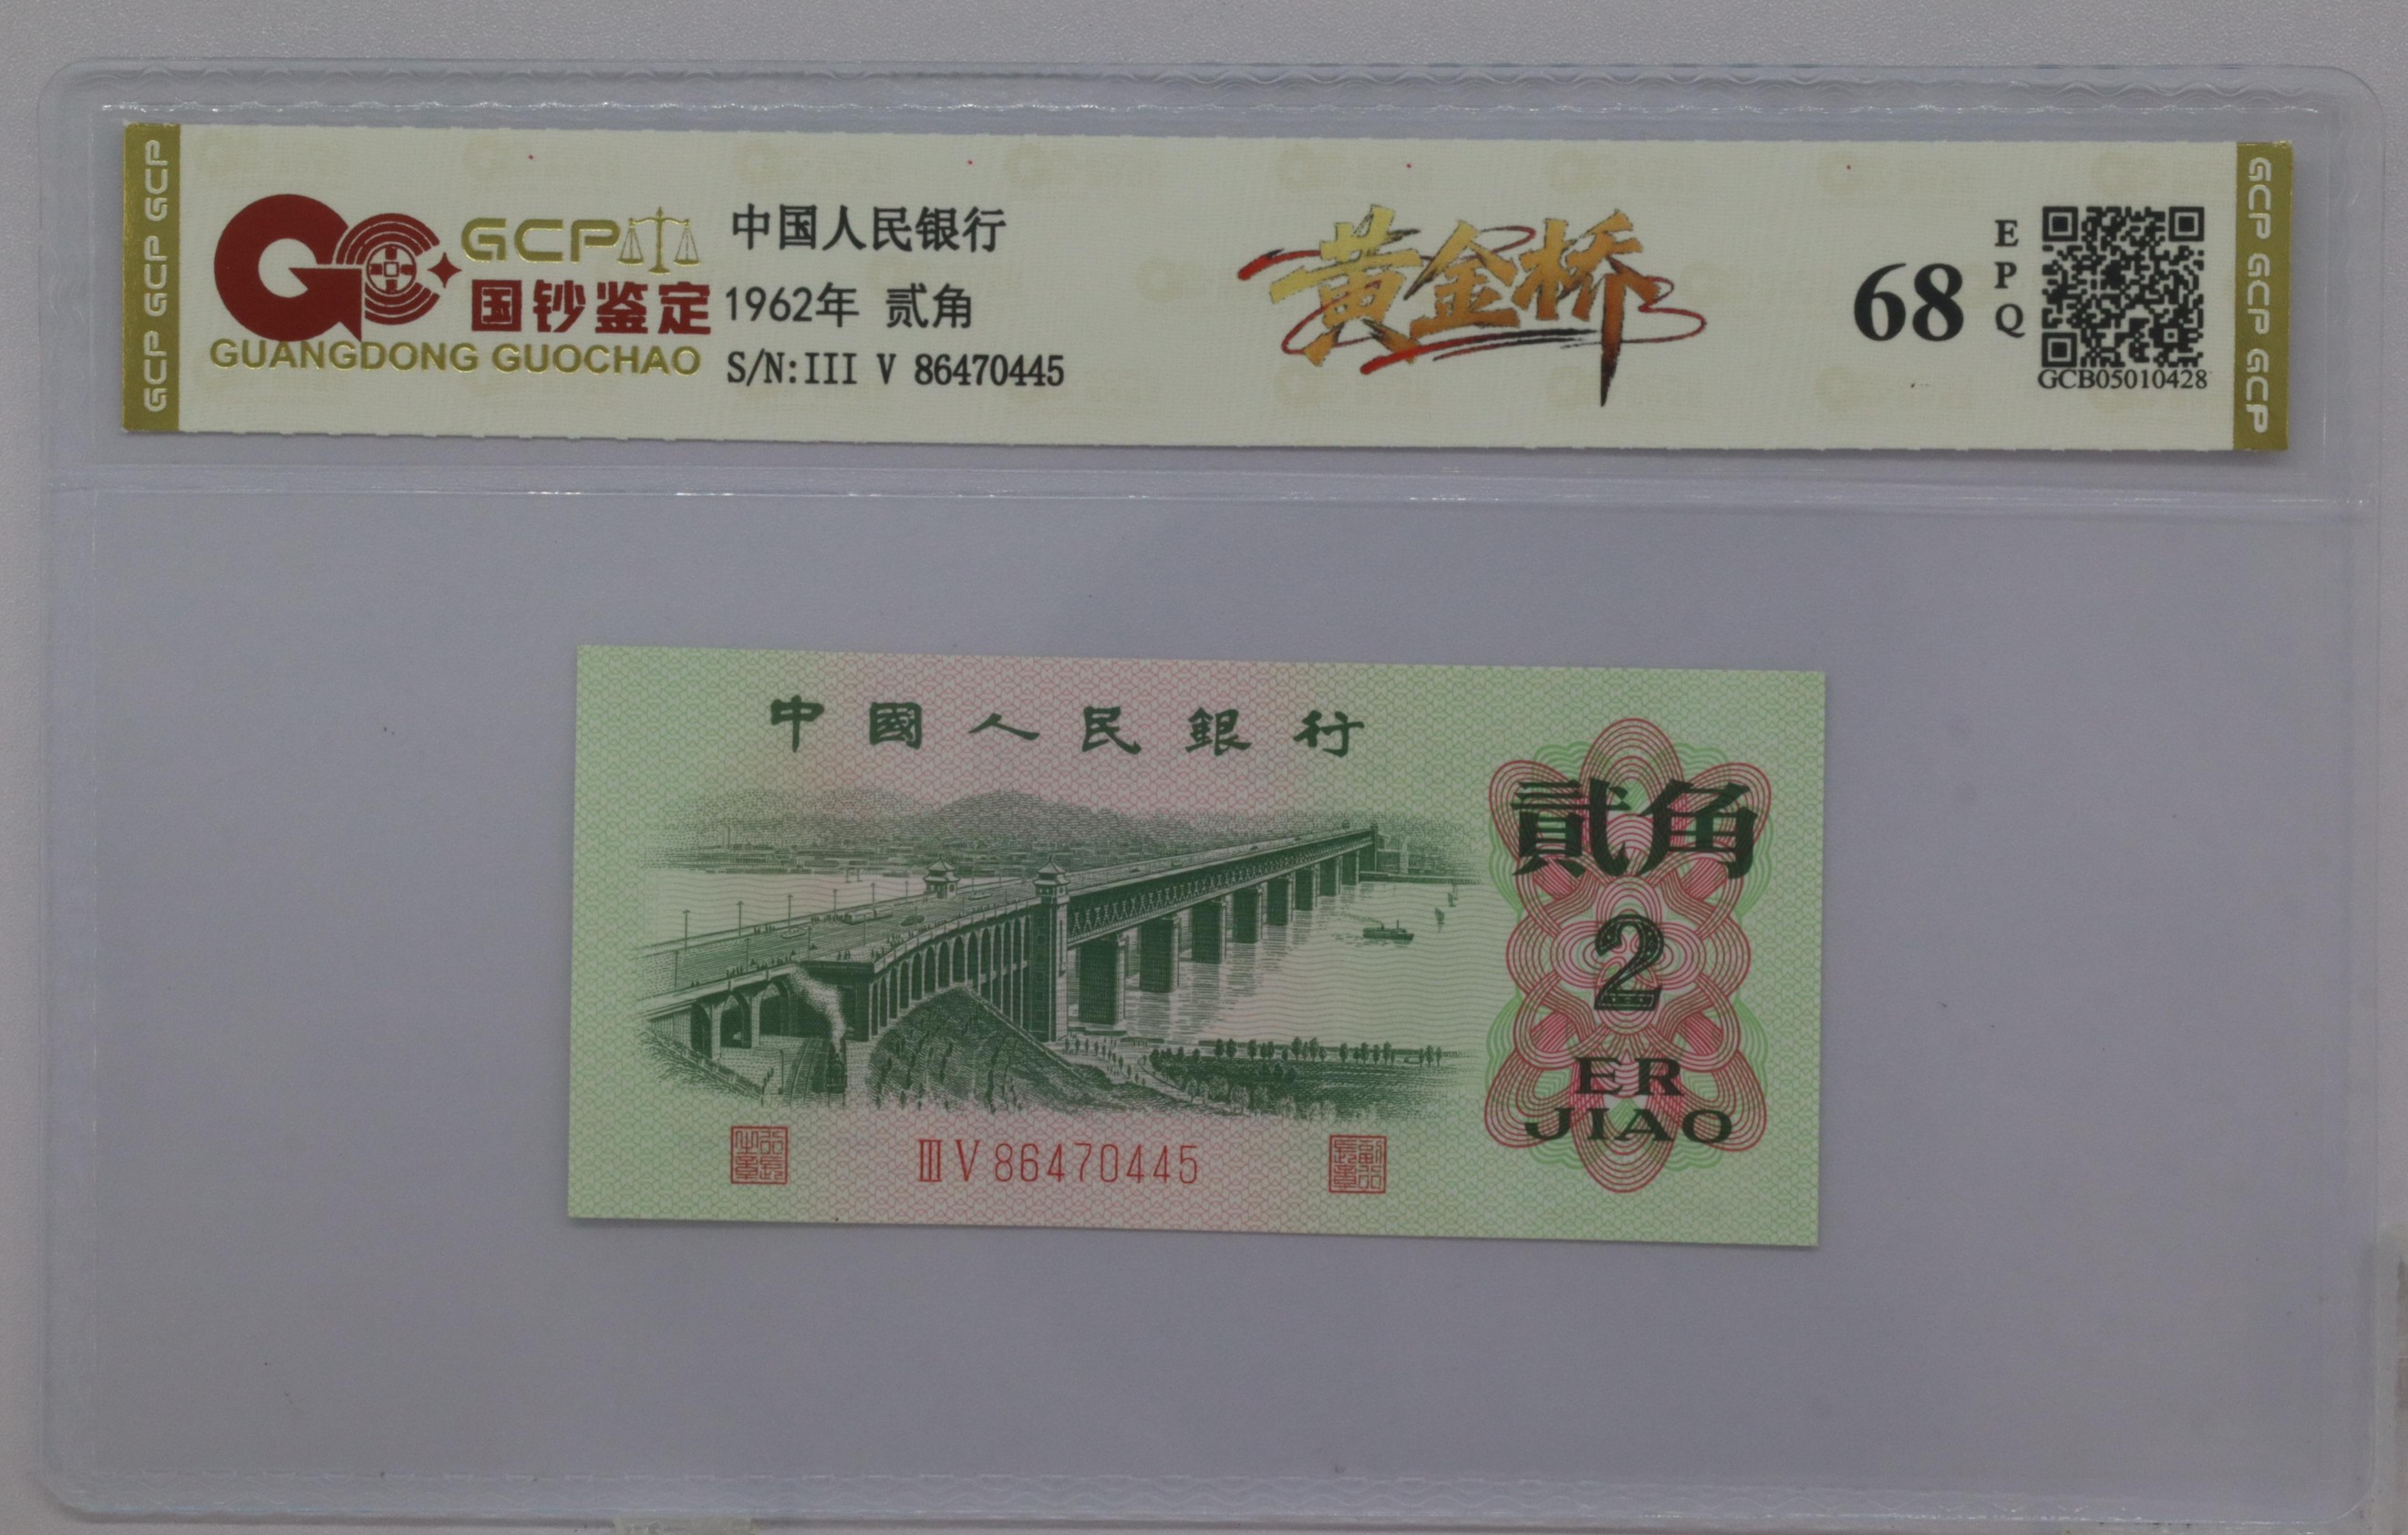 GCP GCP GCP
GCP
国钞鉴定
GUANGDONG GUOCHAO
中国人民银行
1962年 贰角
S/N:III V 86470445
黄金桥
68
EPQ
GCB05010428
GCP GCP GCP
中國人民銀行
貳角
2
ER
JIAO
III V 86470445